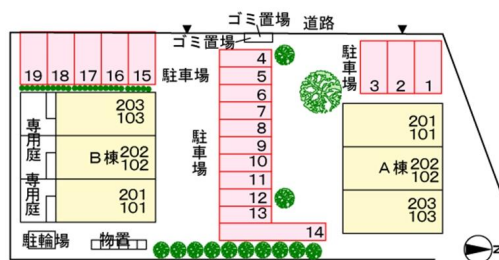 ゴミ置場
道路
ゴミ置場
19 18 17 16 15
駐車場
4
5
6
7
8
9
10
11
12
13
14
駐車場
駐車場
3 2 1
専用庭
専用庭
203
103
B棟 202
102
201
101
201
101
A棟 202
102
203
103
駐輪場
物置
N